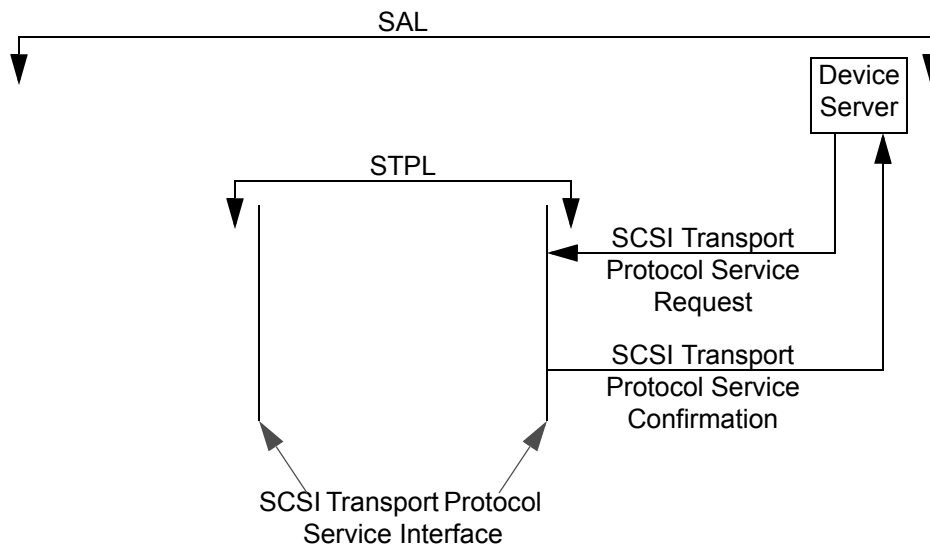 SAL
Device
Server
STPL
SCSI Transport
Protocol Service
Request
SCSI Transport
Protocol Service
Confirmation
SCSI Transport Protocol
Service Interface